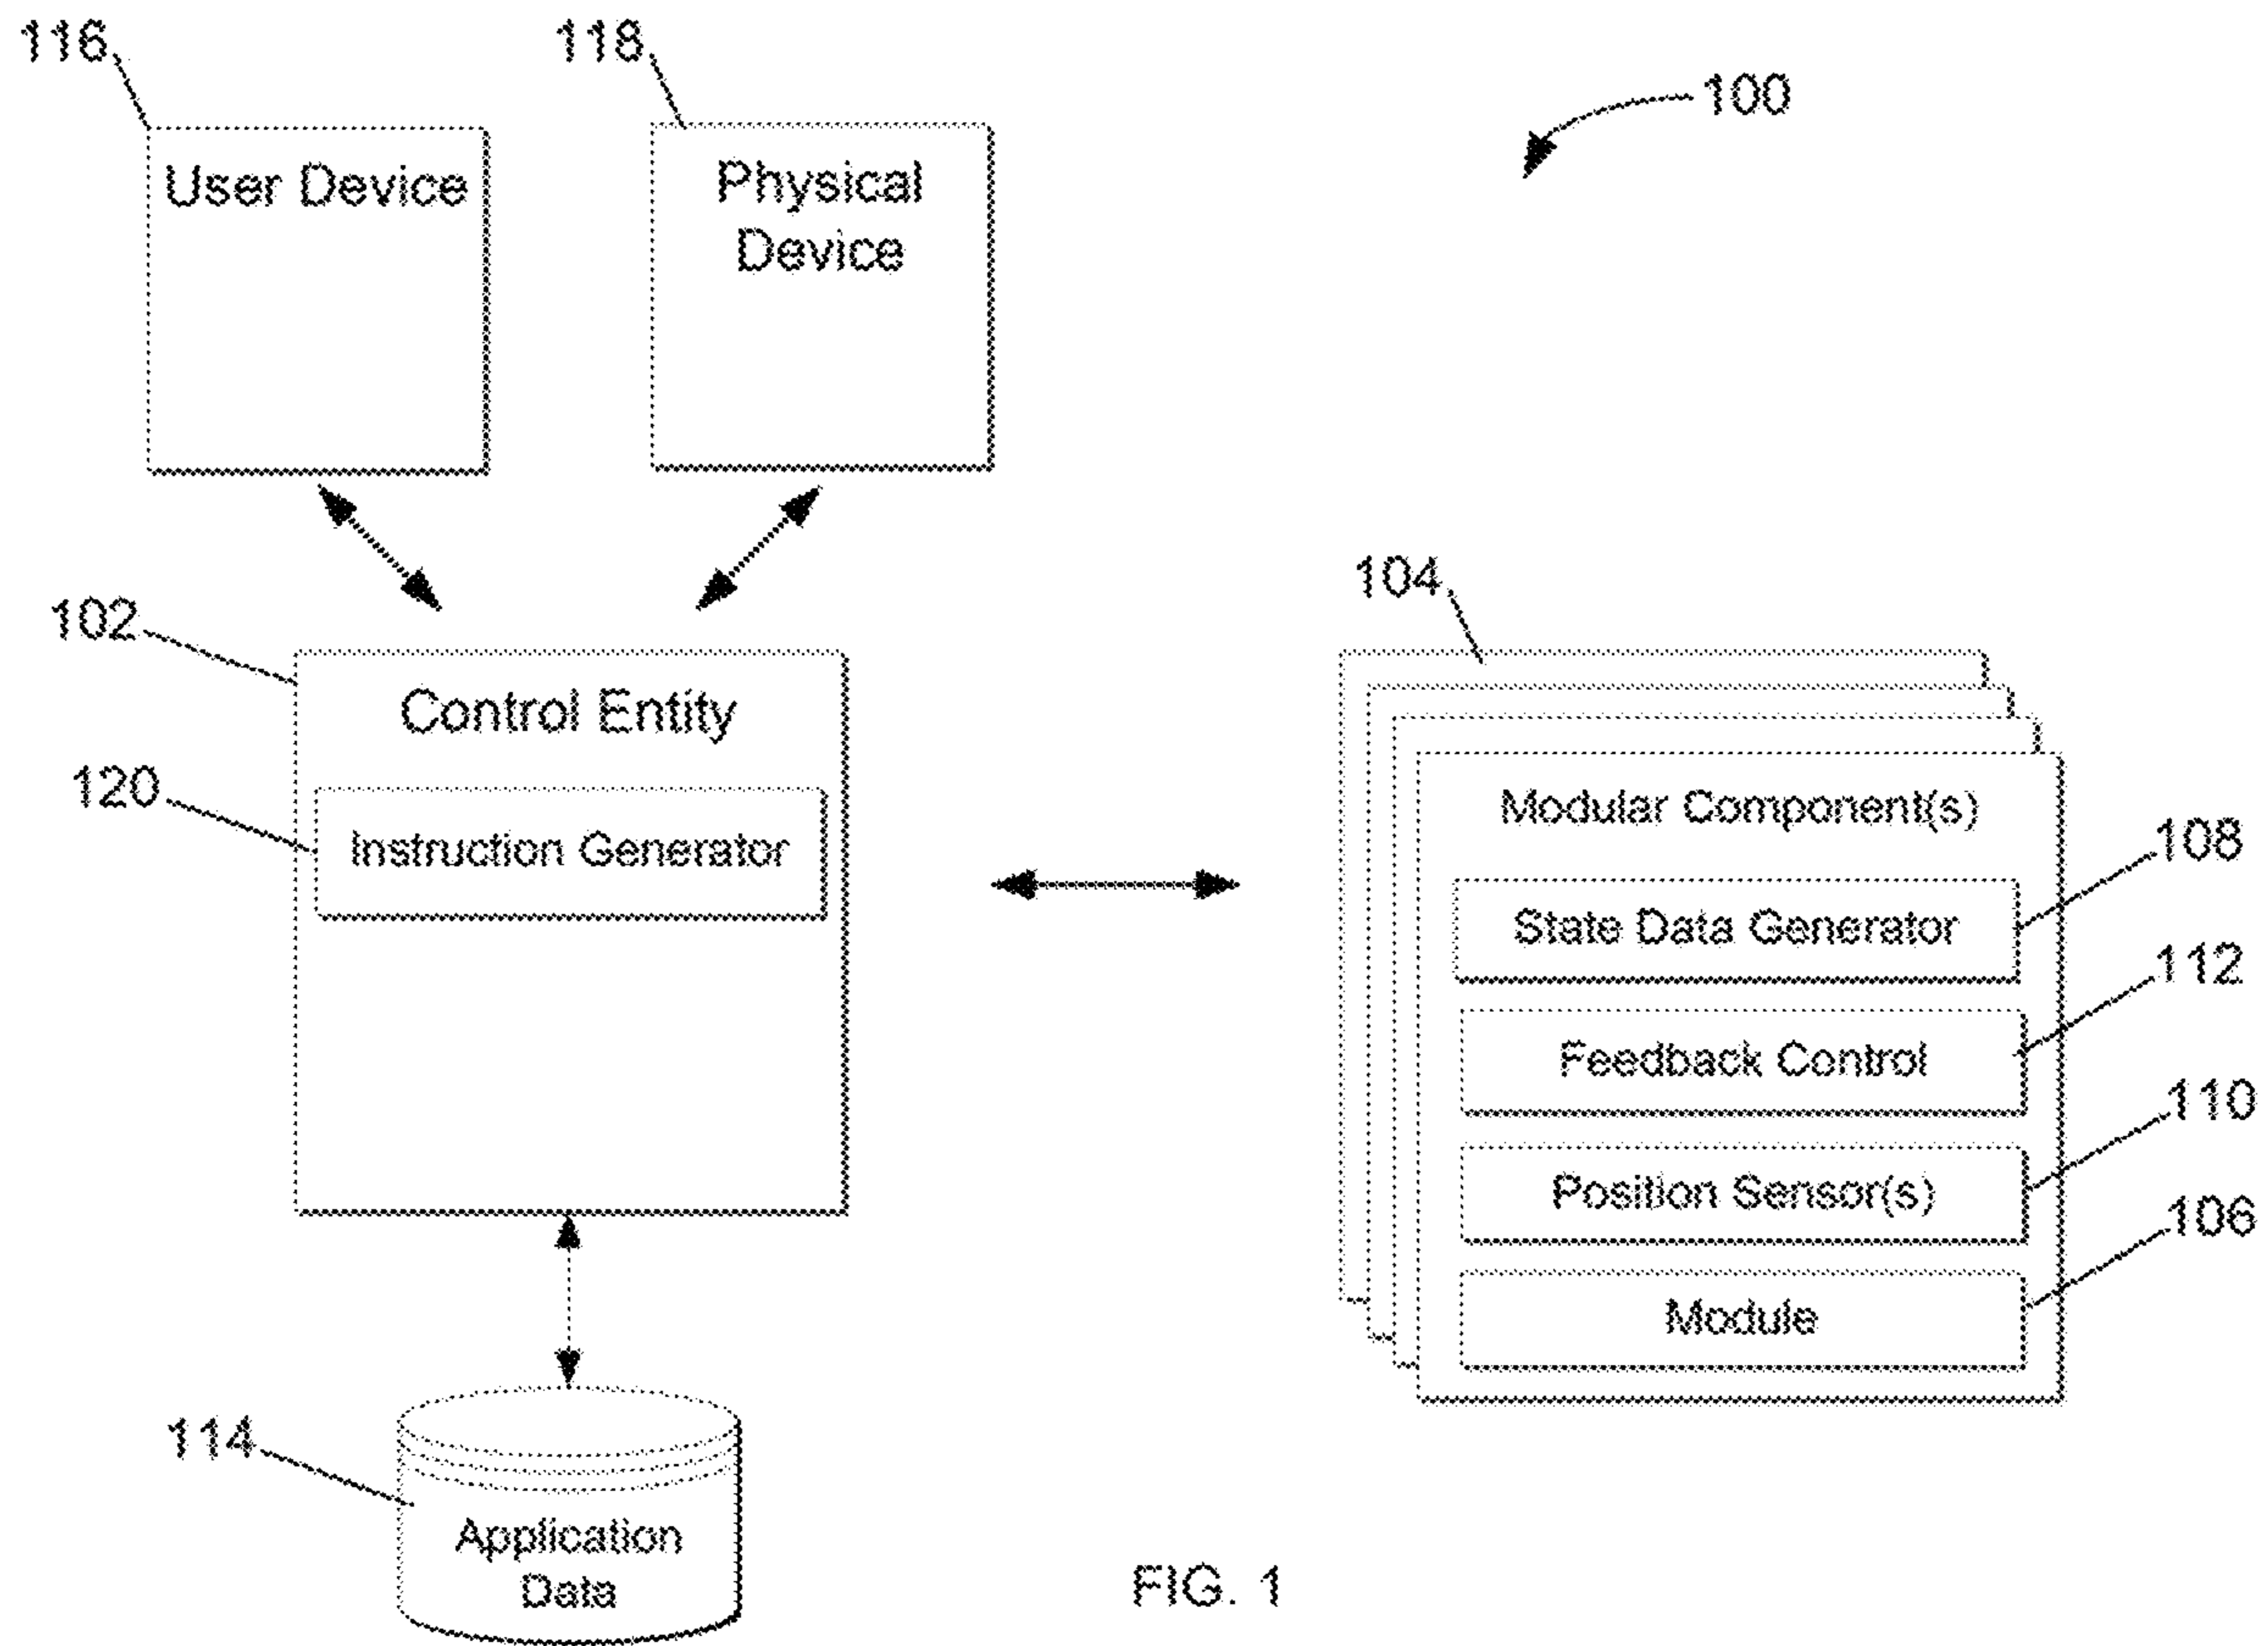 116
118
100
User Device
Physical
Device
102
104
Control Entity
120
Instruction Generator
Modular Component(s)
108
State Data Generator
112
Feedback Control
110
Position Sensor(s)
106
Module
114
Application
Data
FIG. 1